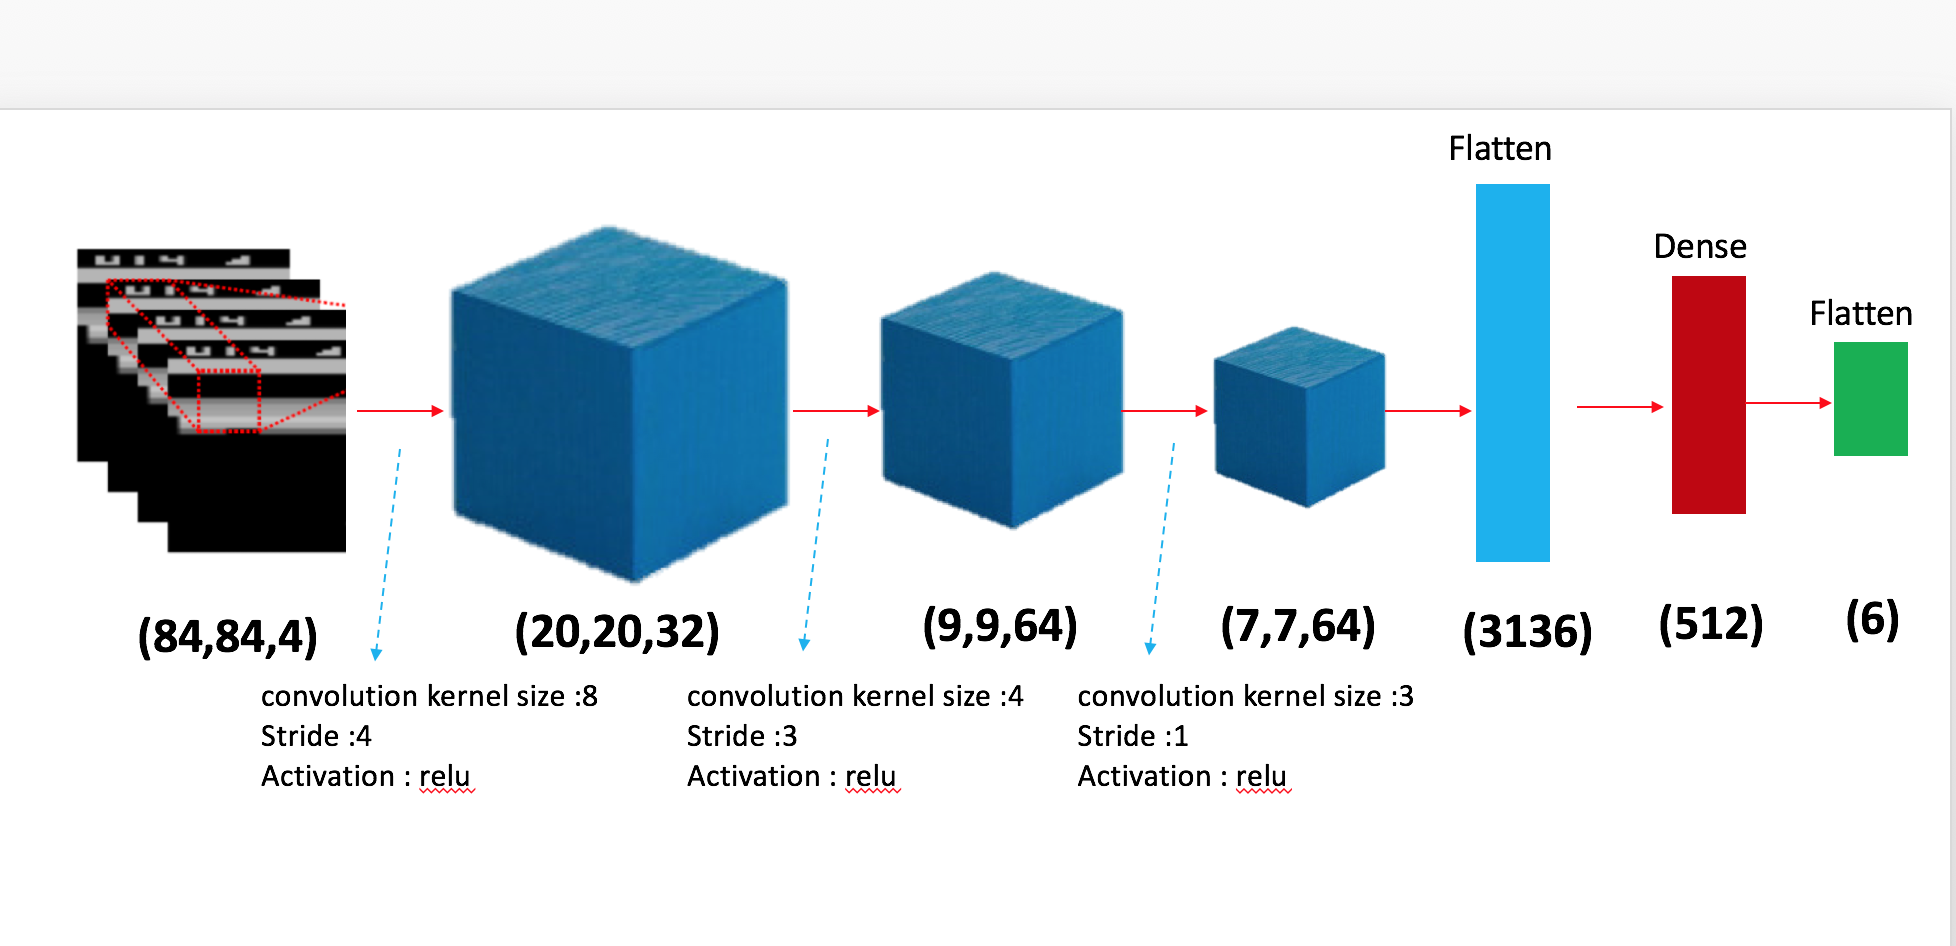 Flatten
Dense
Flatten
(84,84,4)
(20,20,32)
(9,9,64)
(7,7,64)
(3136)
(512)
(6)
convolution kernel size :8
Stride :4
Activation : relu
convolution kernel size :4
Stride :3
Activation : relu
convolution kernel size :3
Stride :1
Activation : relu